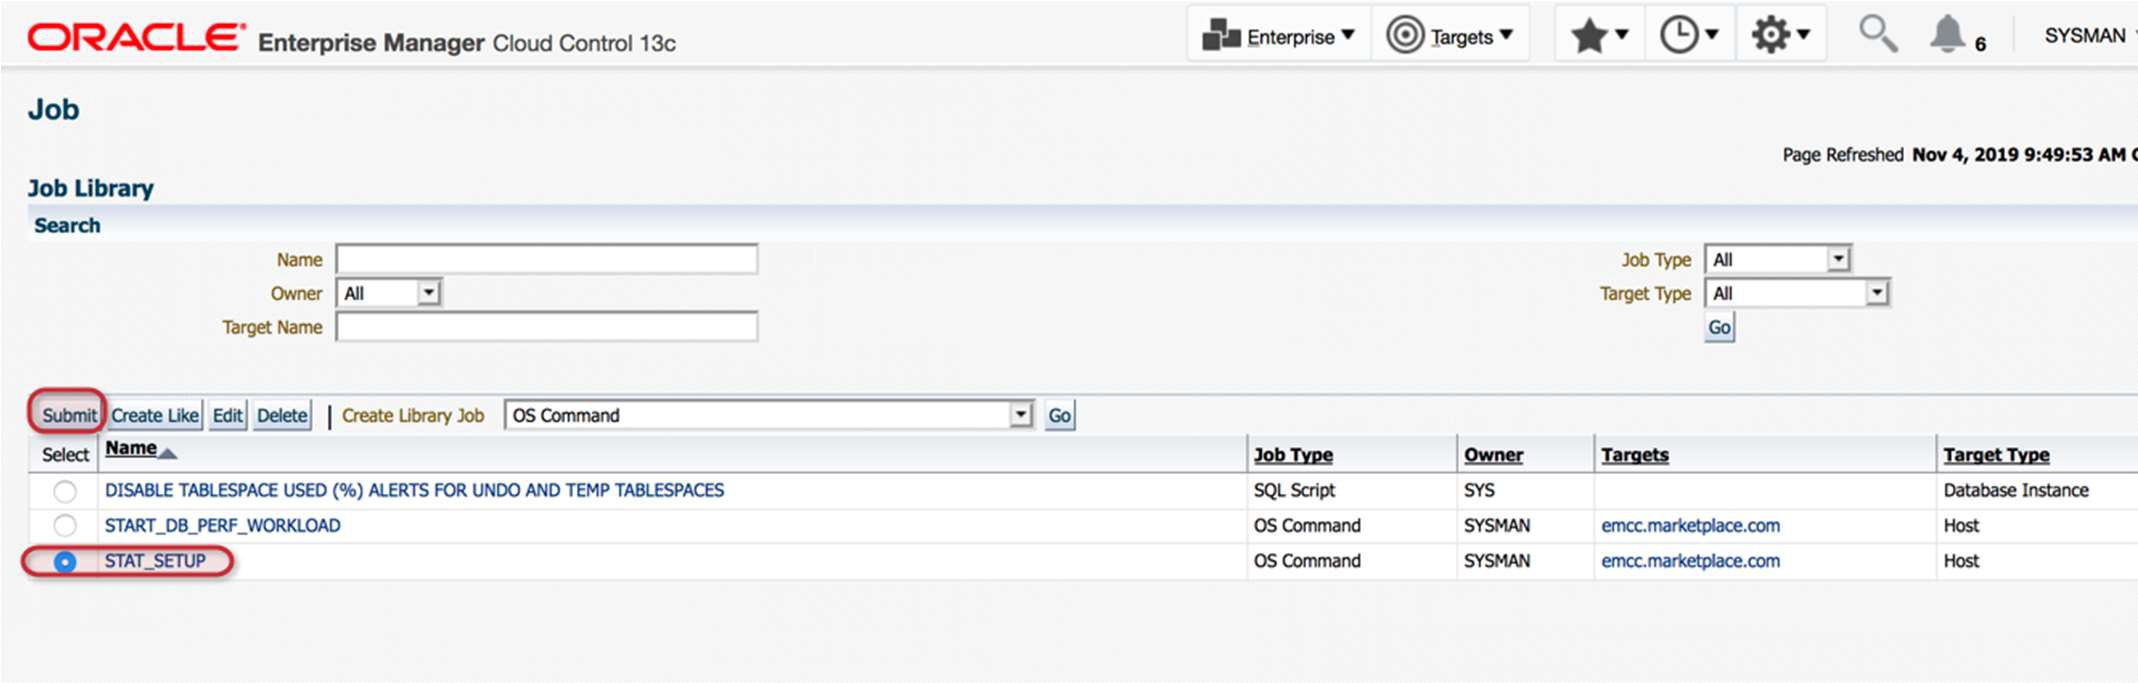 ORACLE® Enterprise Manager Cloud Control 13c Enterprise Targets 6 SYSMAN
Job
Page Refreshed Nov 4, 2019 9:49:53 AM
Job Library
Search
Name Job Type All
Owner All Target Type All
Target Name Go
Submit Create Like Edit Delete | Create Library Job OS Command Go
Select Name Job Type Owner Targets Target Type
DISABLE TABLESPACE USED (%) ALERTS FOR UNDO AND TEMP TABLESPACES SQL Script SYS Database Instance
START_DB_PERF_WORKLOAD OS Command SYSMAN emcc.marketplace.com Host
STAT_SETUP OS Command SYSMAN emcc.marketplace.com Host